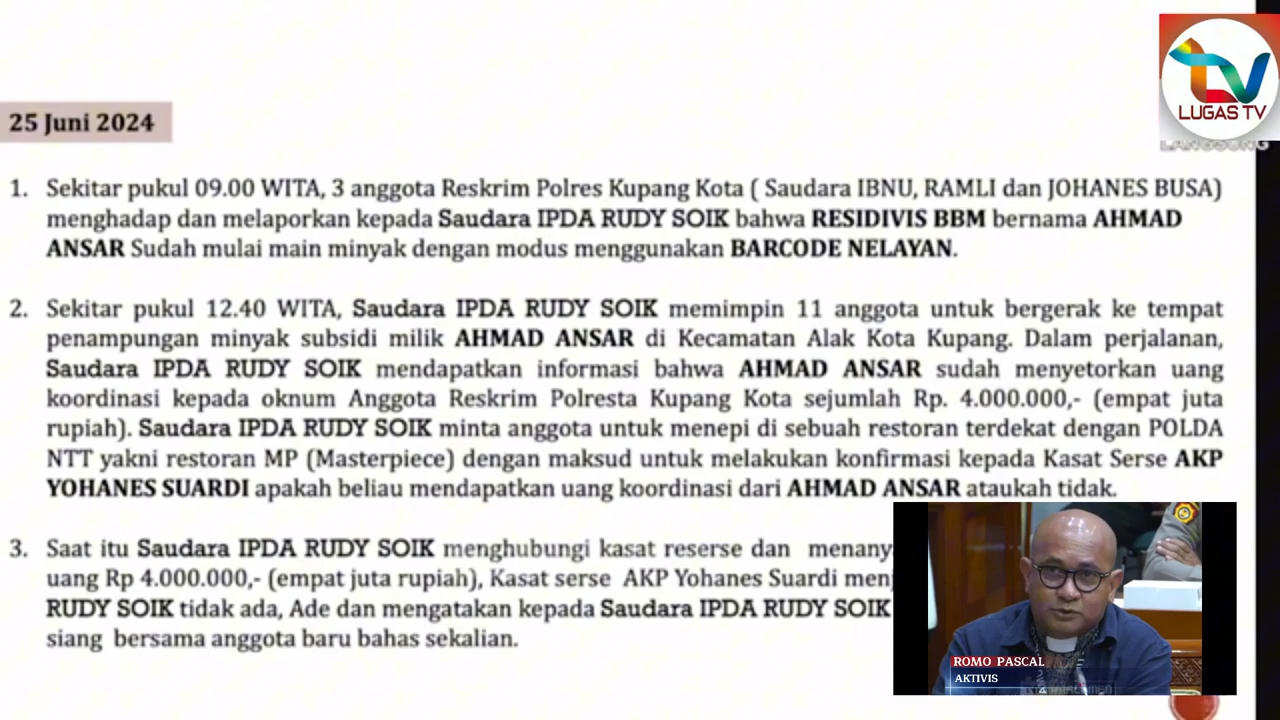 LUGAS TV
LANGSUNG
25 Juni 2024
1. Sekitar pukul 09.00 WITA, 3 anggota Reskrim Polres Kupang Kota ( Saudara IBNU, RAMLI dan JOHANES BUSA)
menghadap dan melaporkan kepada Saudara IPDA RUDY SOIK bahwa RESIDIVIS BBM bernama AHMAD
ANSAR Sudah mulai main minyak dengan modus menggunakan BARCODE NELAYAN.
2. Sekitar pukul 12.40 WITA, Saudara IPDA RUDY SOIK memimpin 11 anggota untuk bergerak ke tempat
penampungan minyak subsidi milik AHMAD ANSAR di Kecamatan Alak Kota Kupang. Dalam perjalanan,
Saudara IPDA RUDY SOIK mendapatkan informasi bahwa AHMAD ANSAR sudah menyetorkan uang
koordinasi kepada oknum Anggota Reskrim Polresta Kupang Kota sejumlah Rp. 4.000.000,- (empat juta
rupiah). Saudara IPDA RUDY SOIK minta anggota untuk menepi di sebuah restoran terdekat dengan POLDA
NTT yakni restoran MP (Masterpiece) dengan maksud untuk melakukan konfirmasi kepada Kasat Serse AKP
YOHANES SUARDI apakah beliau mendapatkan uang koordinasi dari AHMAD ANSAR ataukah tidak.
3. Saat itu Saudara IPDA RUDY SOIK menghubungi kasat reserse dan menany
uang Rp 4.000.000,- (empat juta rupiah), Kasat serse AKP Yohanes Suardi men
RUDY SOIK tidak ada, Ade dan mengatakan kepada Saudara IPDA RUDY SOIK
siang bersama anggota baru bahas sekalian.
ROMO PASCAL
AKTIVIS